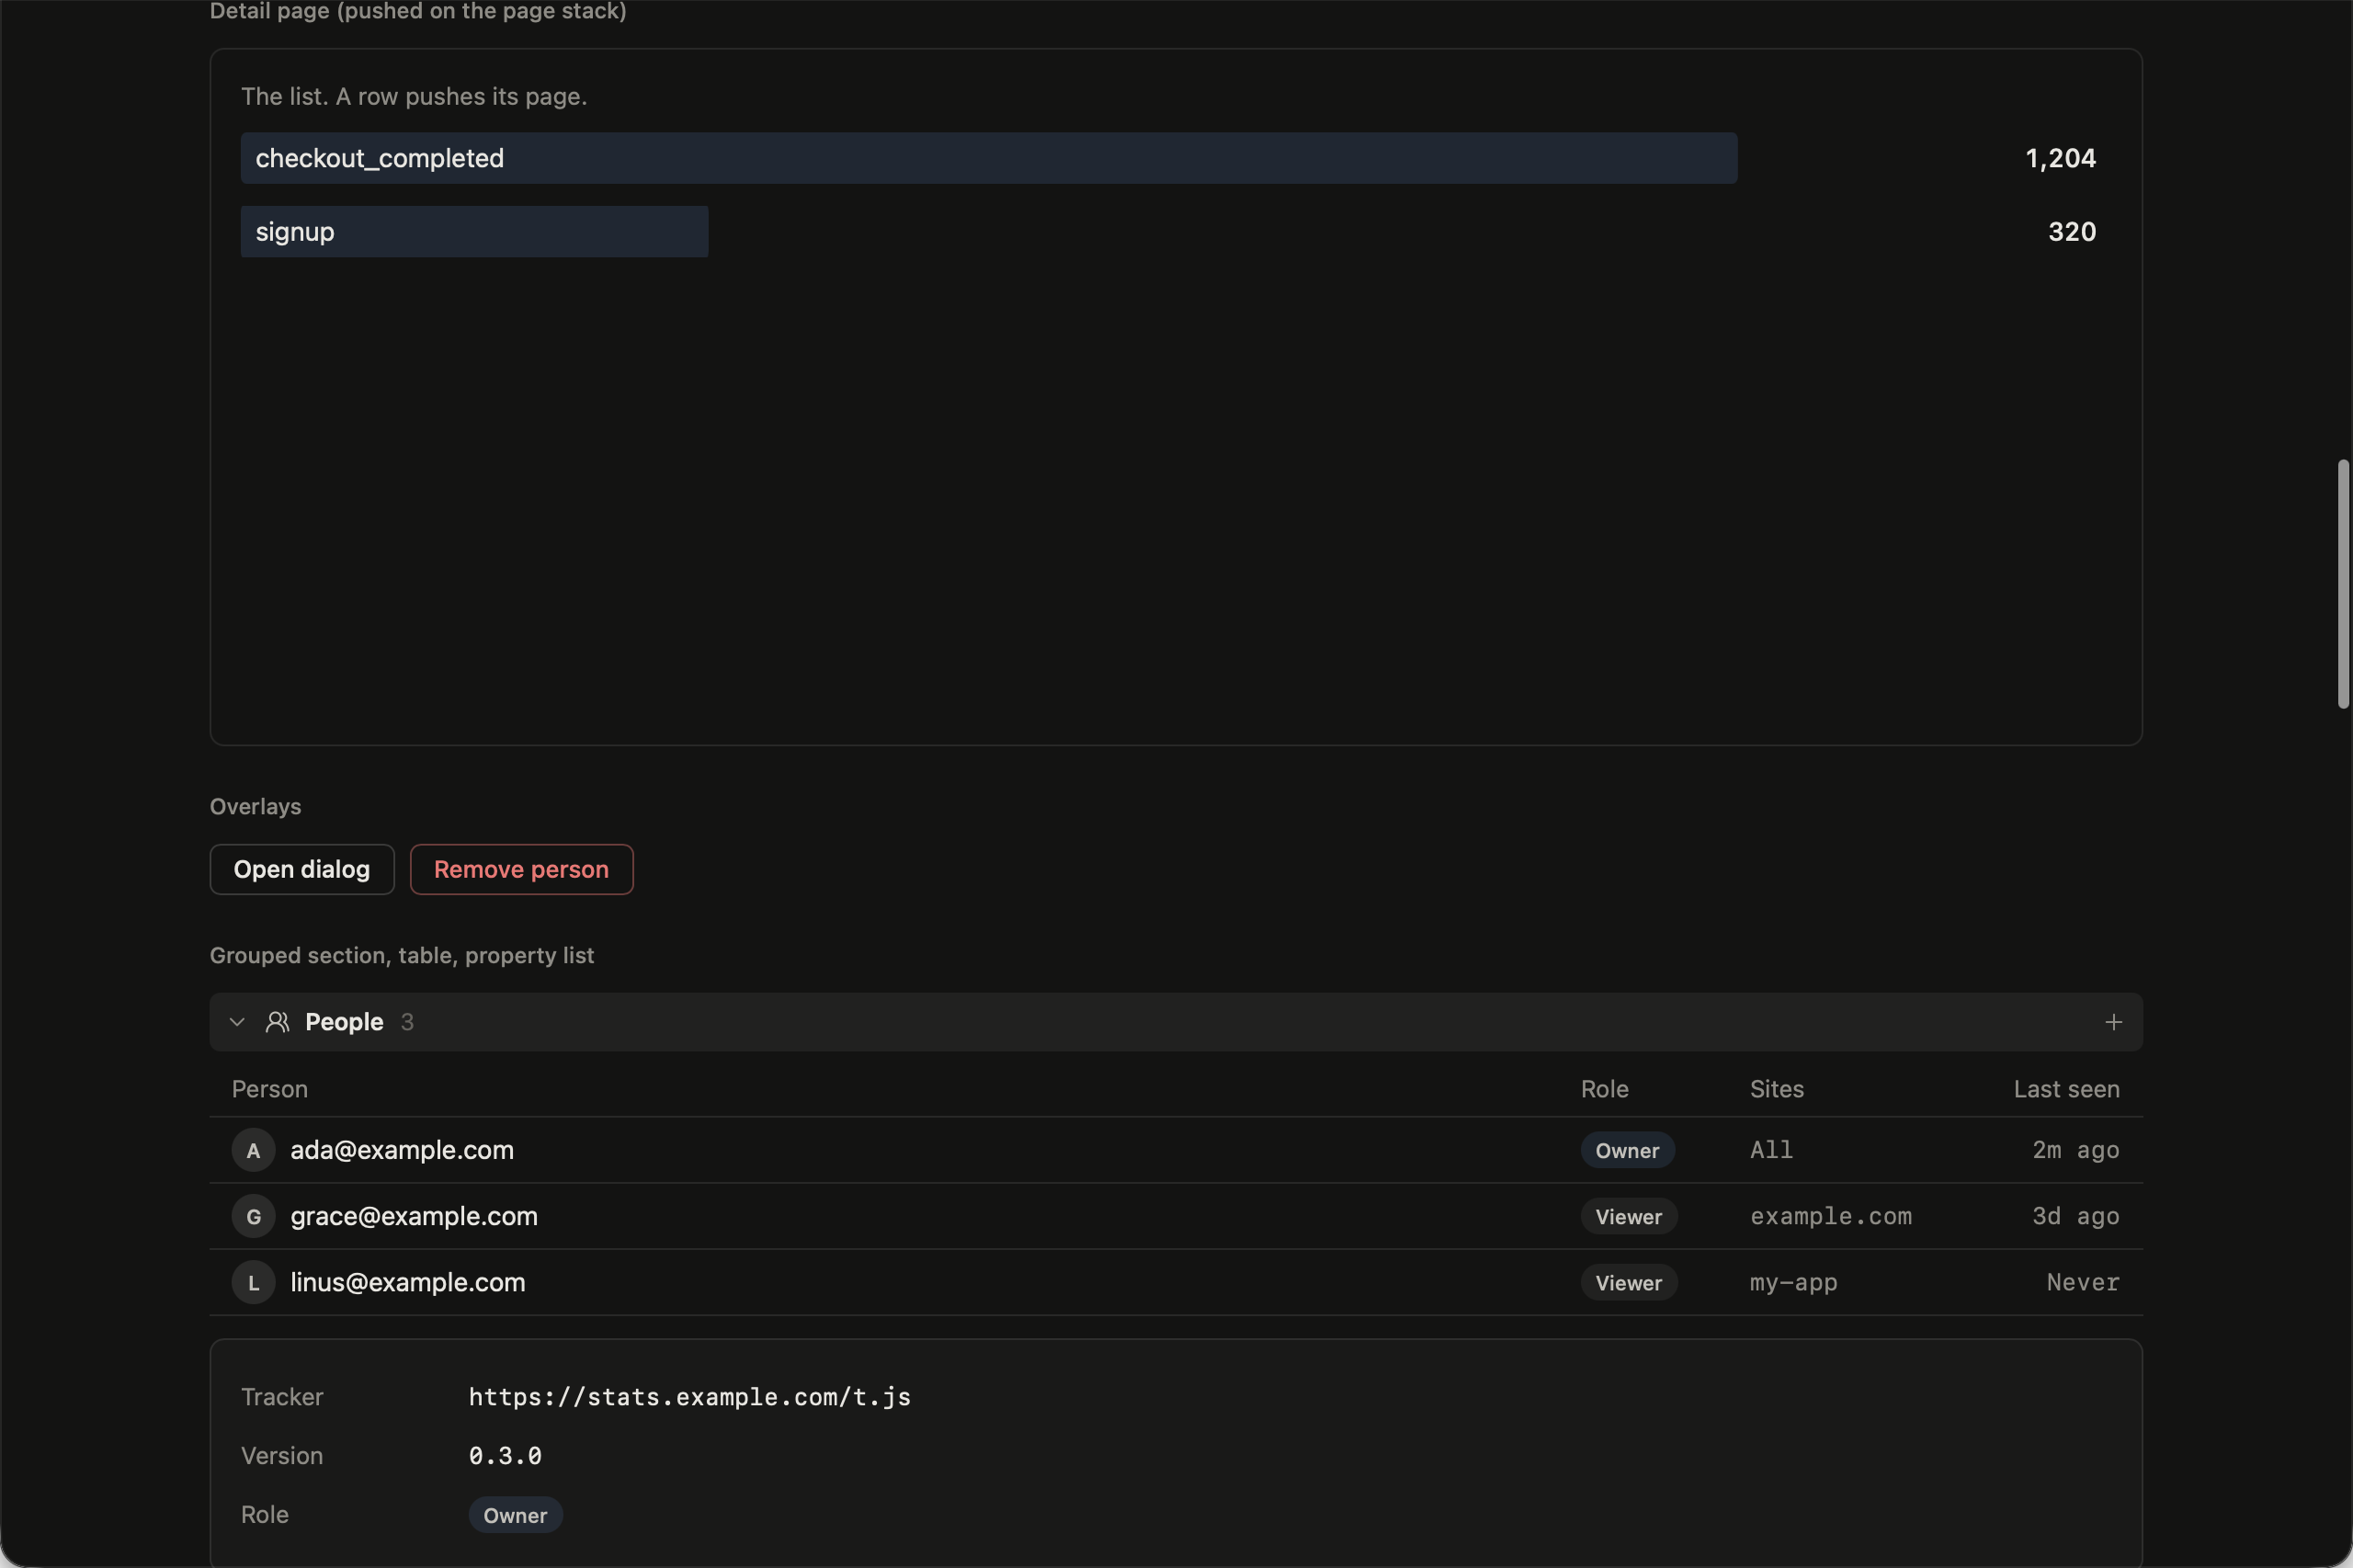 Detail page (pushed on the page stack)
The list. A row pushes its page.
checkout_completed 1,204
signup 320
Overlays
Open dialog Remove person
Grouped section, table, property list
People 3
Person Role Sites Last seen
A ada@example.com Owner All 2m ago
G grace@example.com Viewer example.com 3d ago
L linus@example.com Viewer my-app Never
Tracker https://stats.example.com/t.js
Version 0.3.0
Role Owner